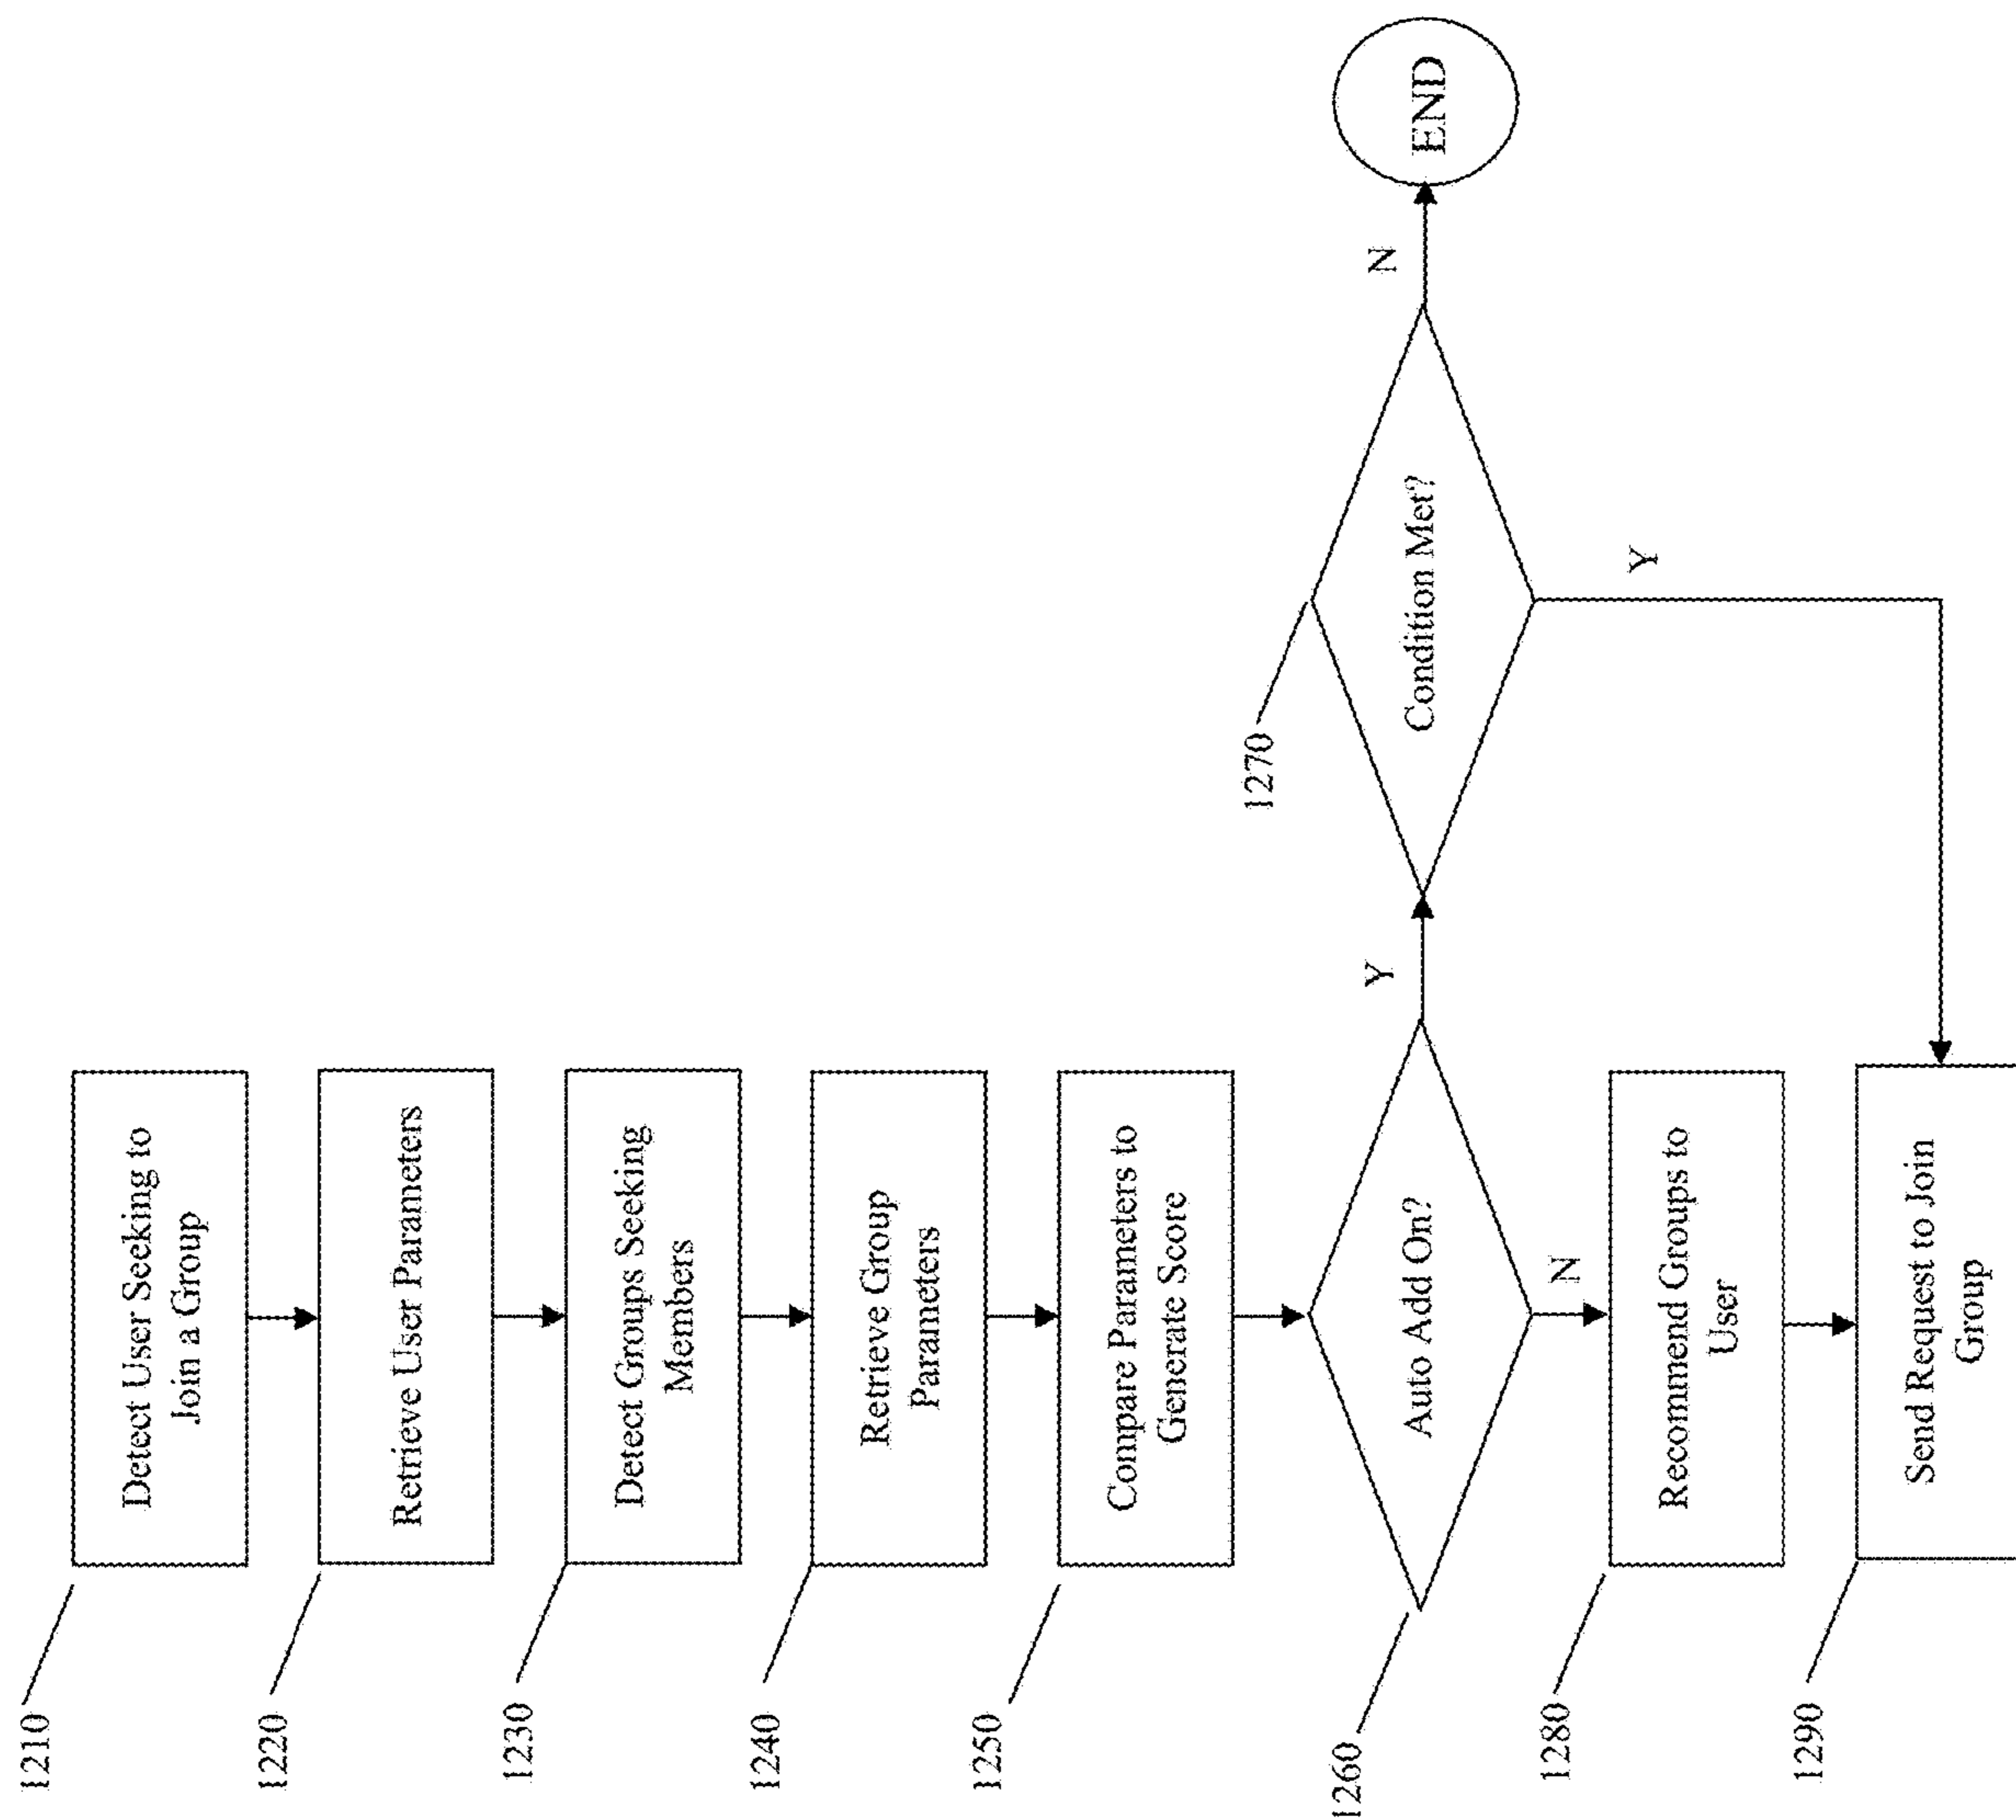 1210
Detect User Seeking to
Join a Group
1220
Retrieve User Parameters
1230
Detect Groups Seeking
Members
1240
Retrieve Group
Parameters
1250
Compare Parameters to
Generate Score
1260
Auto Add On?
Y
N
1270
Condition Met?
N
Y
END
1280
Recommend Groups to
User
1290
Send Request to Join
Group